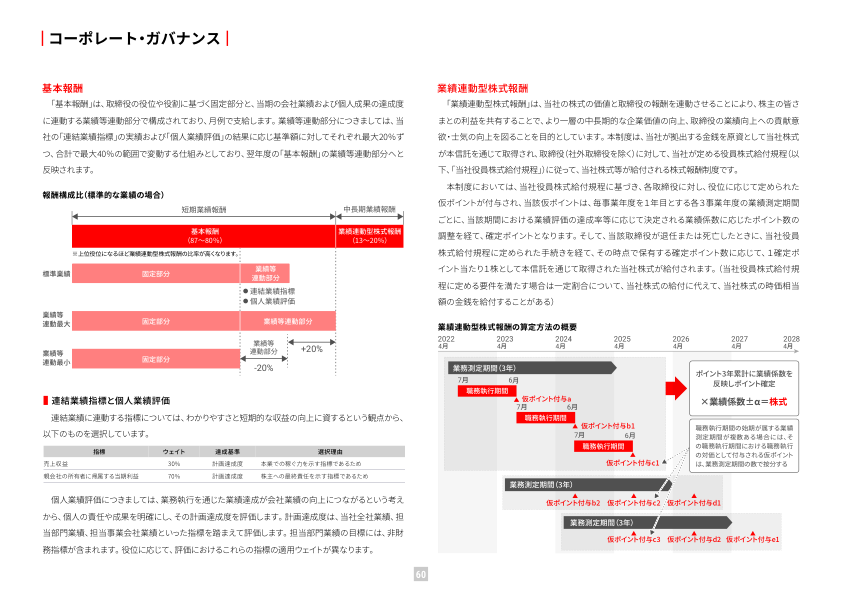 コーポレート・ガバナンス
基本報酬
「基本報酬」は、取締役の役位や役割に基づく固定部分と、当期の会社業績および個人成果の達成度
に連動する業績等連動部分で構成されており、月例で支給します。業績等連動部分につきましては、当
社の「連結業績指標」の実績および「個人業績評価」の結果に応じ基準額に対してそれぞれ最大20%ず
つ、合計で最大40%の範囲で変動する仕組みとしており、翌年度の「基本報酬」の業績等連動部分へと
反映されます。
報酬構成比(標準的な業績の場合)
短期業績報酬
中長期業績報酬
基本報酬
(87〜80%)
業績連動型株式報酬
(13〜20%)
※上位役位になるほど業績連動型株式報酬の比率が高くなります。
標準業績
固定部分
業績等
連動部分
● 連結業績指標
● 個人業績評価
業績等
連動最大
固定部分
業績等連動部分
業績等
連動最小
固定部分
業績等
連動部分
+20%
-20%
連結業績指標と個人業績評価
連結業績に連動する指標については、わかりやすさと短期的な収益の向上に資するという観点から、
以下のものを選択しています。
指標 ウェイト 達成基準 選択理由
売上収益 30% 計画達成度 本業での稼ぐ力を示す指標であるため
親会社の所有者に帰属する当期利益 70% 計画達成度 株主への最終責任を示す指標であるため
個人業績評価につきましては、業務執行を通じた業績達成が会社業績の向上につながるという考え
から、個人の責任や成果を明確にし、その計画達成度を評価します。計画達成度は、当社全社業績、担
当部門業績、担当事業会社業績といった指標を踏まえて評価します。担当部門業績の目標には、非財
務指標が含まれます。役位に応じて、評価におけるこれらの指標の適用ウェイトが異なります。
業績連動型株式報酬
「業績連動型株式報酬」は、当社の株式の価値と取締役の報酬を連動させることにより、株主の皆さ
まとの利益を共有することで、より一層の中長期的な企業価値の向上、取締役の業績向上への貢献意
欲・士気の向上を図ることを目的としています。本制度は、当社が拠出する金銭を原資として当社株式
が本信託を通じて取得され、取締役(社外取締役を除く)に対して、当社が定める役員株式給付規程(以
下、「当社役員株式給付規程」)に従って、当社株式等が給付される株式報酬制度です。
本制度においては、当社役員株式給付規程に基づき、各取締役に対し、役位に応じて定められた
仮ポイントが付与され、当該仮ポイントは、毎事業年度を1年目とする各3事業年度の業績測定期間
ごとに、当該期間における業績評価の達成率等に応じて決定される業績係数に応じたポイント数の
調整を経て、確定ポイントとなります。そして、当該取締役が退任または死亡したときに、当社役員
株式給付規程に定められた手続きを経て、その時点で保有する確定ポイント数に応じて、1確定ポ
イント当たり1株として本信託を通じて取得された当社株式が給付されます。(当社役員株式給付規
程に定める要件を満たす場合は一定割合について、当社株式の給付に代えて、当社株式の時価相当
額の金銭を給付することがある)
業績連動型株式報酬の算定方法の概要
2022 2023 2024 2025 2026 2027 2028
4月 4月 4月 4月 4月 4月 4月
業務測定期間(3年)
7月 6月
職務執行期間
仮ポイント付与a
7月 6月
職務執行期間
仮ポイント付与b1
7月 6月
職務執行期間
仮ポイント付与c1
ポイント3年累計に業績係数を
反映しポイント確定
×業績係数±α=株式
職務執行期間の始期が属する業績
測定期間が複数ある場合には、そ
の職務執行期間における職務執行
の対価として付与される仮ポイント
は、業績測定期間の数で按分する
業務測定期間(3年)
仮ポイント付与b2 仮ポイント付与c2 仮ポイント付与d1
業務測定期間(3年)
仮ポイント付与c3 仮ポイント付与d2 仮ポイント付与e1
60